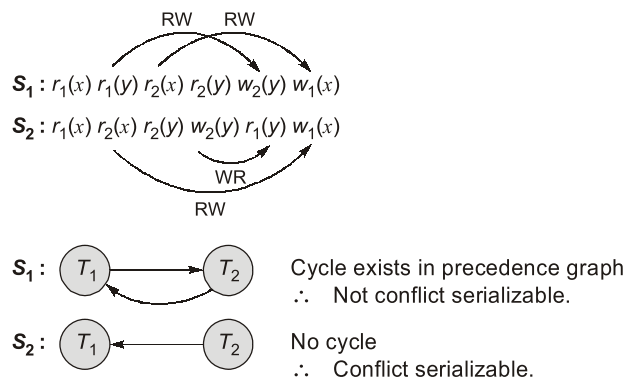 RW RW
S₁ : r₁(x) r₁(y) r₂(x) r₂(y) w₂(y) w₁(x)
S₂ : r₁(x) r₂(x) r₂(y) w₂(y) r₁(y) w₁(x)
WR
RW
S₁ : T₁ T₂ Cycle exists in precedence graph
∴ Not conflict serializable.
S₂ : T₁ T₂ No cycle
∴ Conflict serializable.